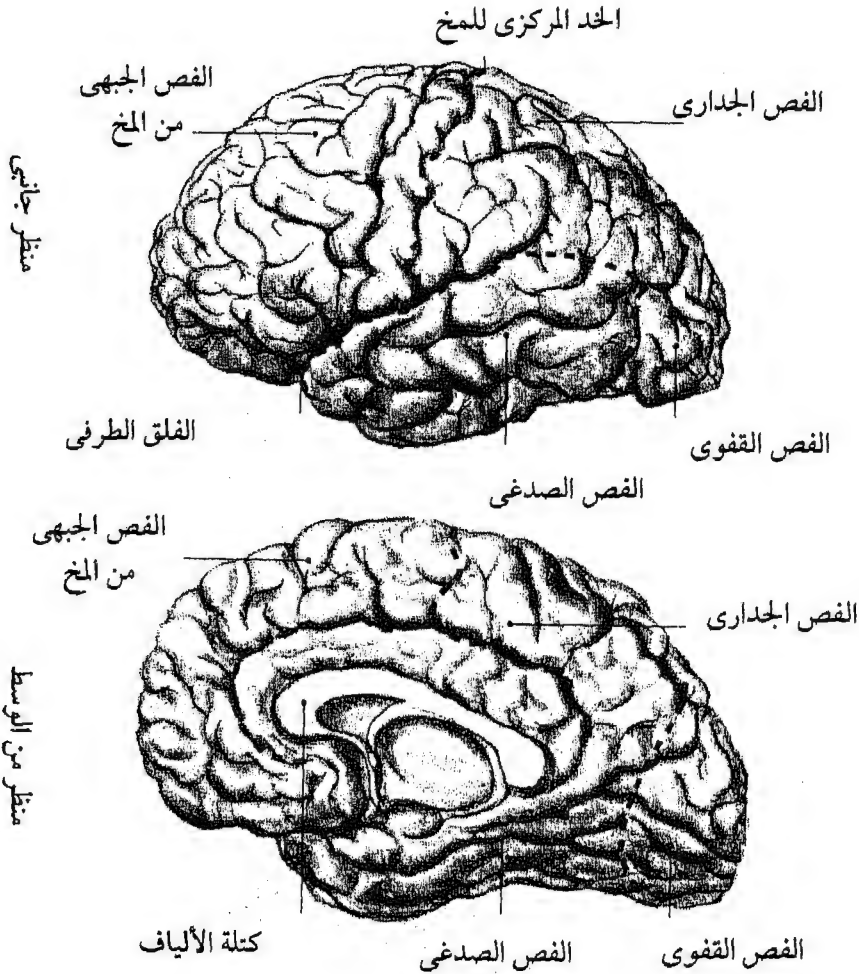 الخد المركزى للمخ
الفص الجبهى
من المخ
الفص الجدارى
منظر جانبى
الفلق الطرفى
الفص القفوى
الفص الصدغى
الفص الجبهى
من المخ
الفص الجدارى
منظر من الوسط
كتلة الألياف
الفص الصدغى
الفص القفوى